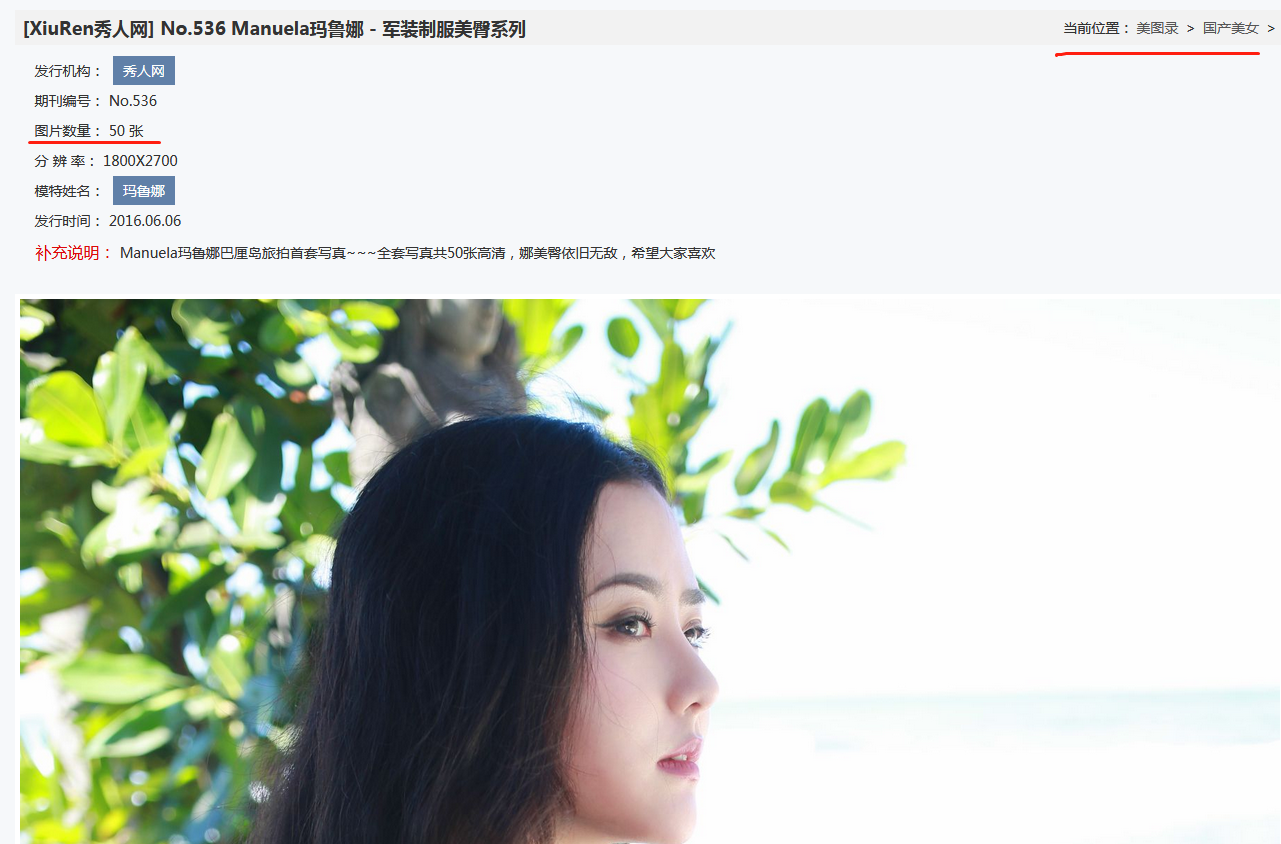 [XiuRen秀人网] No.536 Manuela玛鲁娜 - 军装制服美臀系列
当前位置： 美图录 > 国产美女 >
发行机构： 秀人网
期刊编号： No.536
图片数量： 50 张
分 辨 率： 1800X2700
模特姓名： 玛鲁娜
发行时间： 2016.06.06
补充说明： Manuela玛鲁娜巴厘岛旅拍首套写真~~~全套写真共50张高清，娜美臀依旧无敌，希望大家喜欢